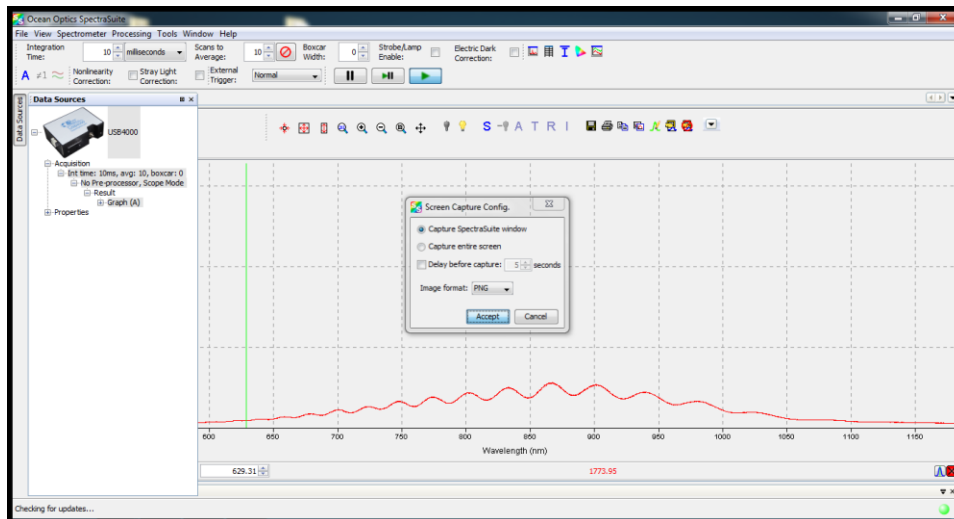 Ocean Optics SpectraSuite
File View Spectrometer Processing Tools Window Help
Integration Time: 10 milliseconds Scans to Average: 10 Boxcar Width: 0 Strobe/Lamp Enable: Electric Dark Correction:
A ≠1 Nonlinearity Correction: Stray Light Correction: External Trigger: Normal
Data Sources
Data Sources
USB4000
S A T R I
Acquisition
Int time: 10ms, avg: 10, boxcar: 0
No Pre-processor, Scope Mode
Result
Graph (A)
Properties
Screen Capture Config.
Capture SpectraSuite window
Capture entire screen
Delay before capture: 5 seconds
Image format: PNG
Accept Cancel
600 650 700 750 800 850 900 950 1000 1050 1100 1150
Wavelength (nm)
629.31 1773.95
Checking for updates...